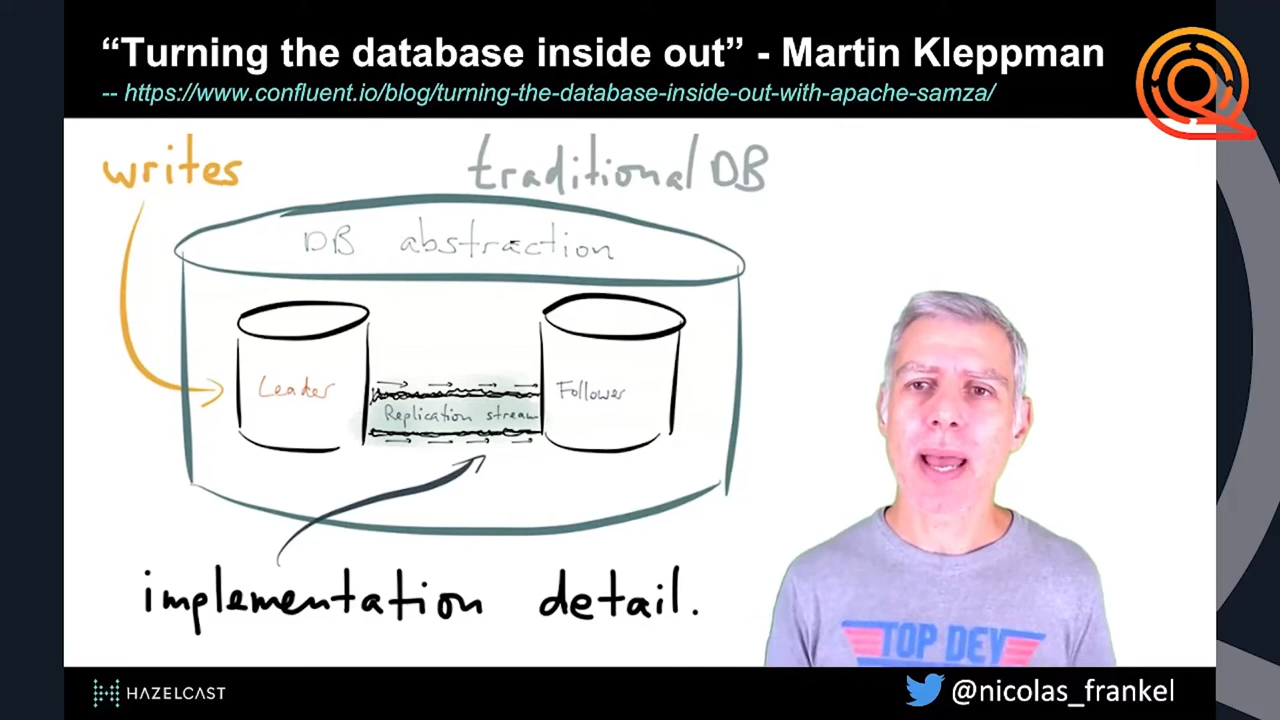 “Turning the database inside out” - Martin Kleppman
-- https://www.confluent.io/blog/turning-the-database-inside-out-with-apache-samza/
writes
traditional DB
DB abstraction
Leader
Replication stream
Follower
implementation detail.
TOP DEV
HAZELCAST
@nicolas_frankel